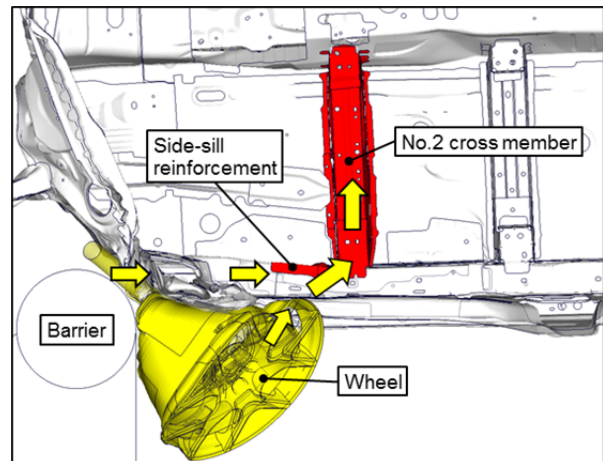 Side-sill
reinforcement
No.2 cross member
Barrier
Wheel